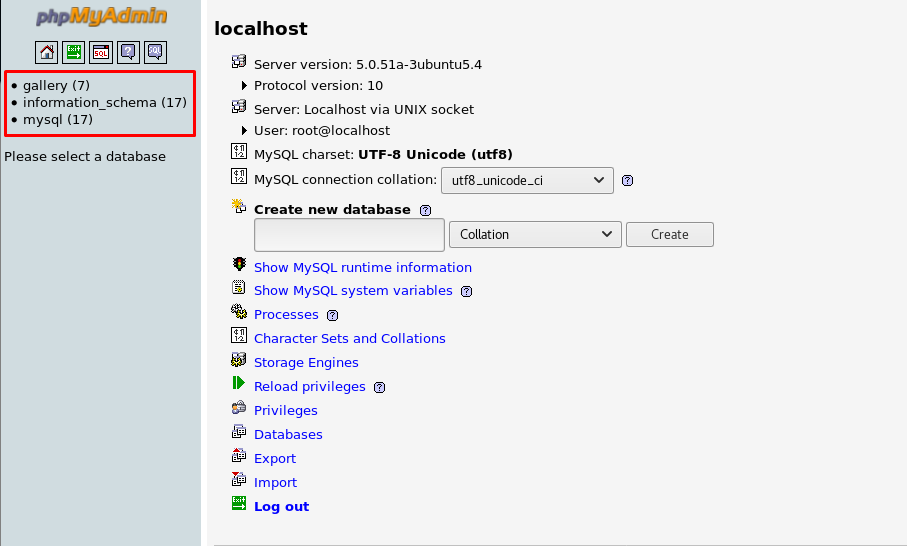 phpMyAdmin
gallery (7)
information_schema (17)
mysql (17)
Please select a database
localhost
Server version: 5.0.51a-3ubuntu5.4
Protocol version: 10
Server: Localhost via UNIX socket
User: root@localhost
MySQL charset: UTF-8 Unicode (utf8)
MySQL connection collation: utf8_unicode_ci ?
Create new database ?
Collation Create
Show MySQL runtime information
Show MySQL system variables ?
Processes ?
Character Sets and Collations
Storage Engines
Reload privileges ?
Privileges
Databases
Export
Import
Exit Log out